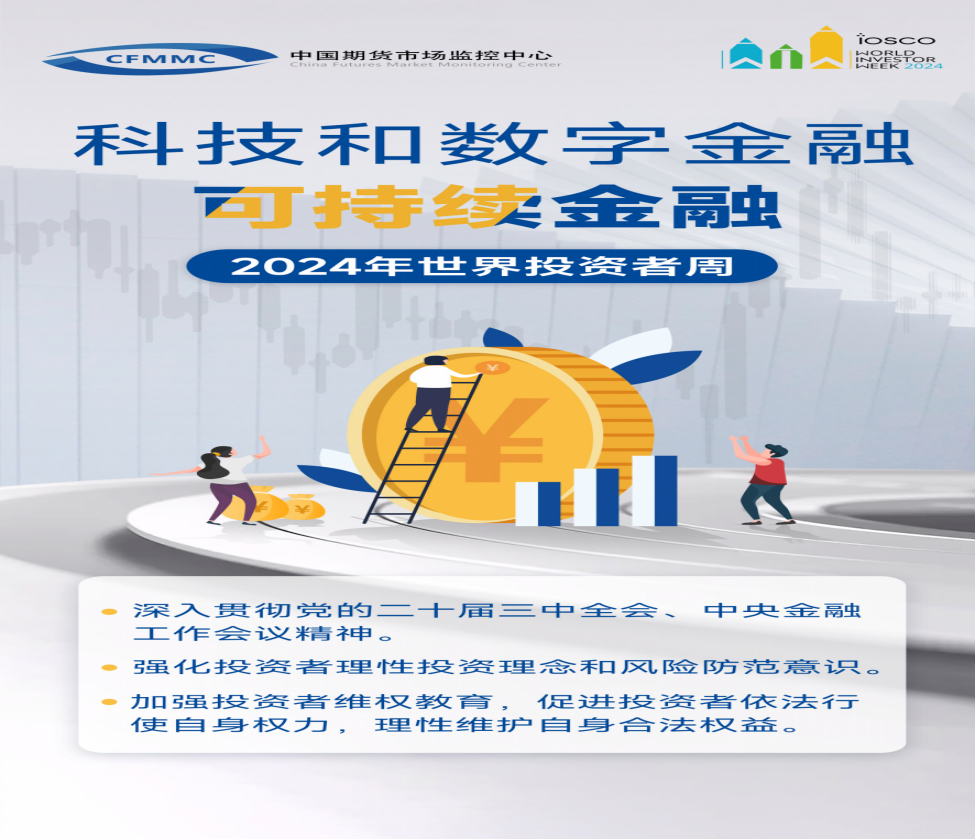 CFMMC
中国期货市场监控中心
China Futures Market Monitoring Center
iOSCO
WORLD
INVESTOR
WEEK 2024
科技和数字金融
可持续金融
2024年世界投资者周
¥
¥
¥
¥
深入贯彻党的二十届三中全会、中央金融
工作会议精神。
强化投资者理性投资理念和风险防范意识。
加强投资者维权教育，促进投资者依法行
使自身权力，理性维护自身合法权益。